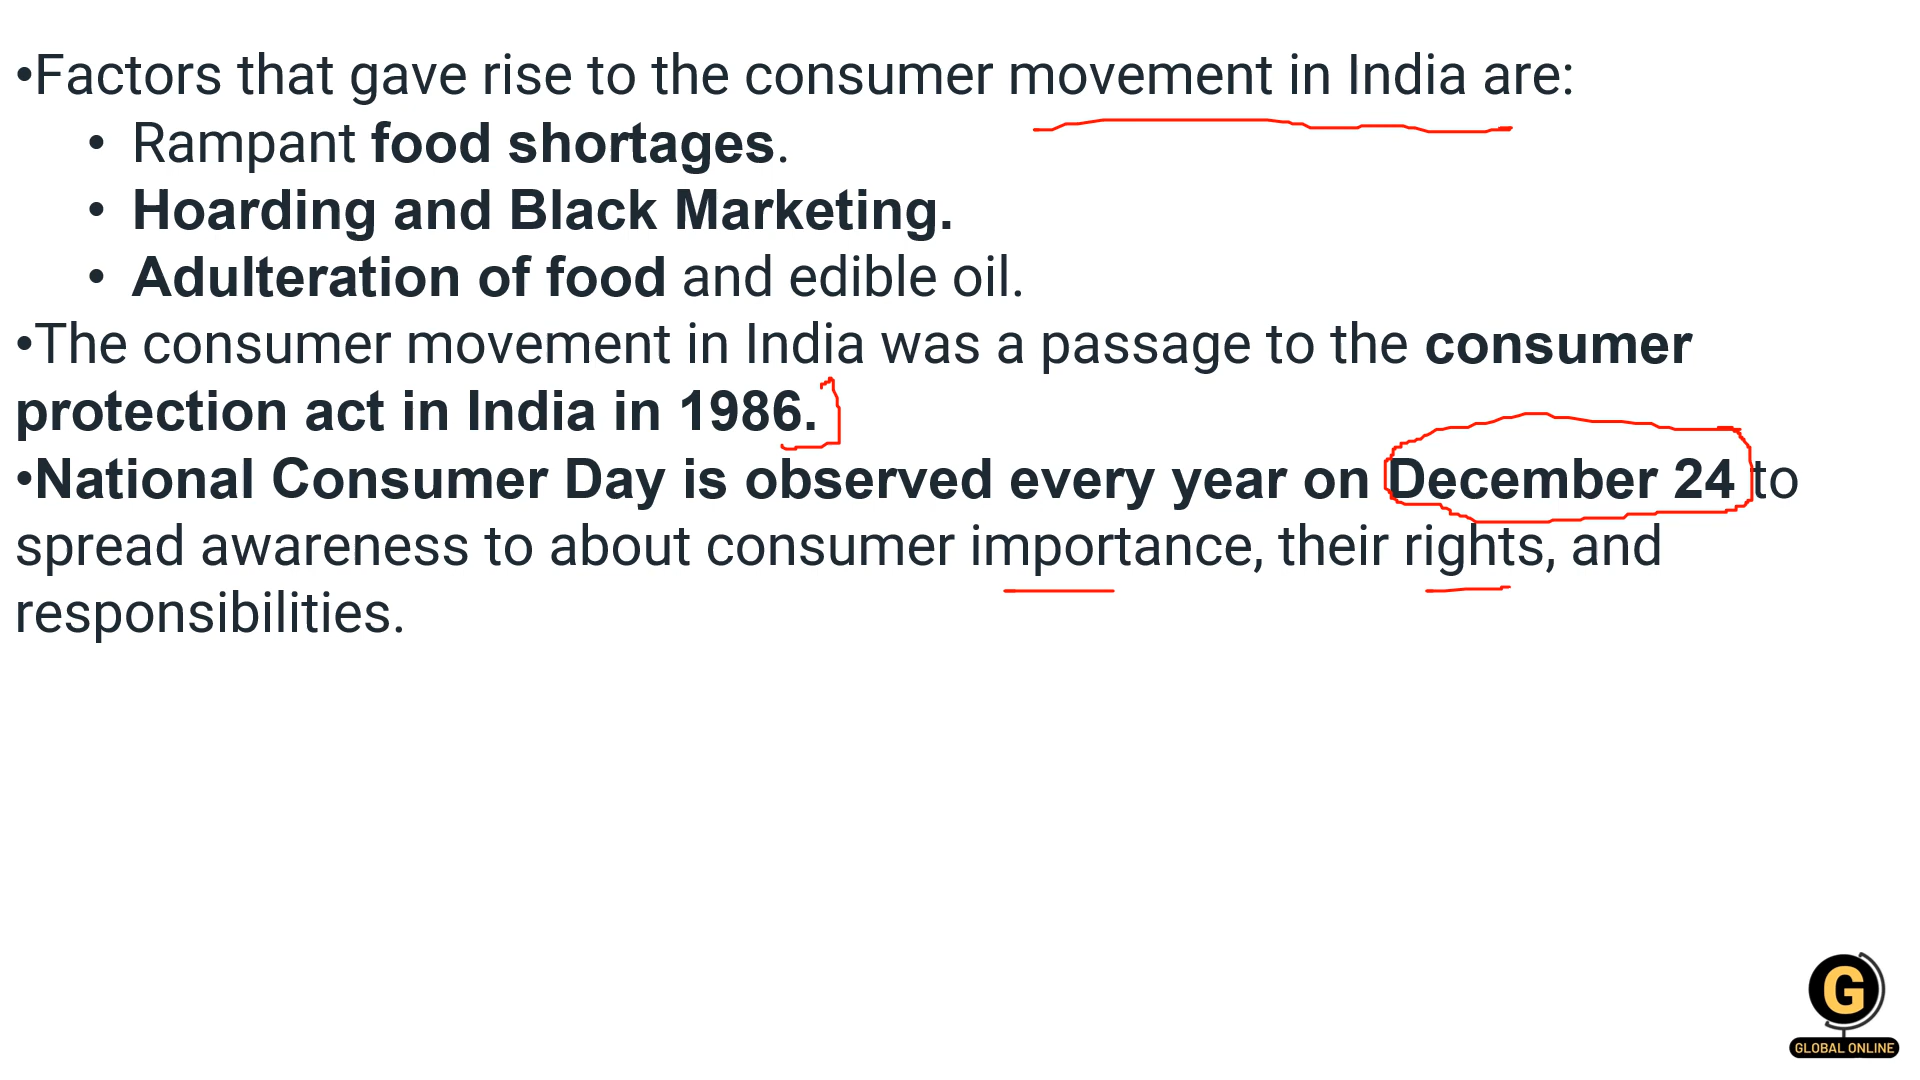 •Factors that gave rise to the consumer movement in India are:
• Rampant food shortages.
• Hoarding and Black Marketing.
• Adulteration of food and edible oil.
•The consumer movement in India was a passage to the consumer
protection act in India in 1986.
•National Consumer Day is observed every year on December 24 to
spread awareness to about consumer importance, their rights, and
responsibilities.
G
GLOBAL ONLINE